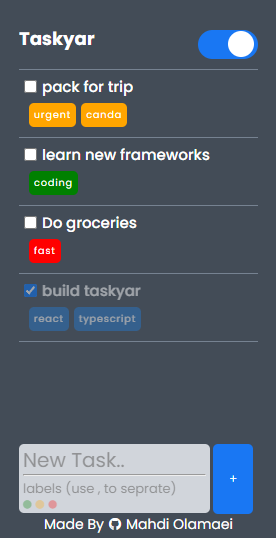 Taskyar
pack for trip
urgent canda
learn new frameworks
coding
Do groceries
fast
build taskyar
react typescript
New Task..
+
labels (use , to seprate)
Made By Mahdi Olamaei